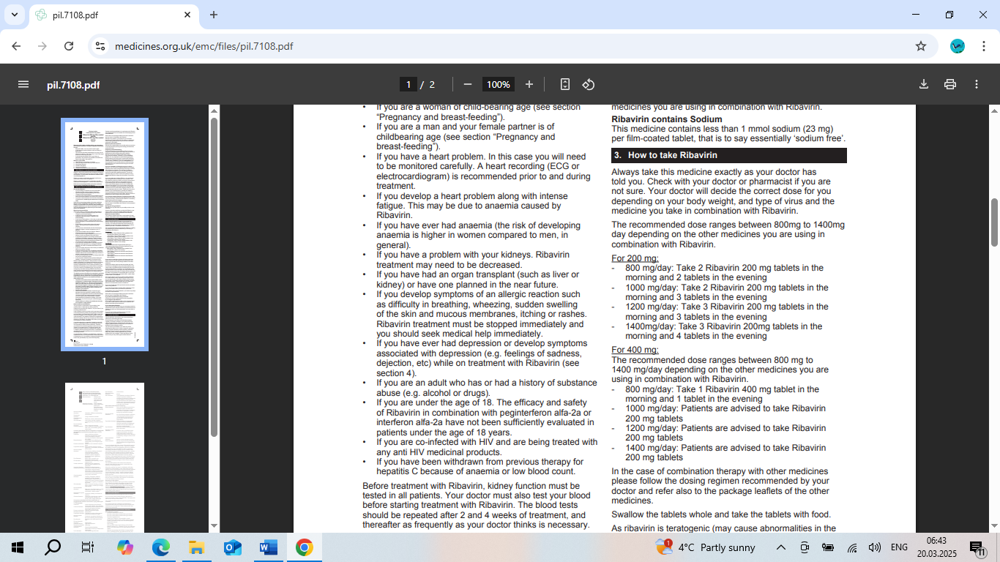 pil.7108.pdf
medicines.org.uk/emc/files/pil.7108.pdf
pil.7108.pdf
1 / 2
100%
1
• If you are a woman of child-bearing age (see section
“Pregnancy and breast-feeding”).
• If you are a man and your female partner is of
childbearing age (see section “Pregnancy and
breast-feeding”).
• If you have a heart problem. In this case you will need
to be monitored carefully. A heart recording (ECG or
electrocardiogram) is recommended prior to and during
treatment.
• If you develop a heart problem along with intense
fatigue. This may be due to anaemia caused by
Ribavirin.
• If you have ever had anaemia (the risk of developing
anaemia is higher in women compared to men, in
general).
• If you have a problem with your kidneys. Ribavirin
treatment may need to be decreased.
• If you have had an organ transplant (such as liver or
kidney) or have one planned in the near future.
• If you develop symptoms of an allergic reaction such
as difficulty in breathing, wheezing, sudden swelling
of the skin and mucous membranes, itching or rashes.
Ribavirin treatment must be stopped immediately and
you should seek medical help immediately.
• If you have ever had depression or develop symptoms
associated with depression (e.g. feelings of sadness,
dejection, etc) while on treatment with Ribavirin (see
section 4).
• If you are an adult who has or had a history of substance
abuse (e.g. alcohol or drugs).
• If you are under the age of 18. The efficacy and safety
of Ribavirin in combination with peginterferon alfa-2a or
interferon alfa-2a have not been sufficiently evaluated in
patients under the age of 18 years.
• If you are co-infected with HIV and are being treated with
any anti HIV medicinal products.
• If you have been withdrawn from previous therapy for
hepatitis C because of anaemia or low blood count.
Before treatment with Ribavirin, kidney function must be
tested in all patients. Your doctor must also test your blood
before starting treatment with Ribavirin. The blood tests
should be repeated after 2 and 4 weeks of treatment, and
thereafter as frequently as your doctor thinks is necessary.
medicines you are using in combination with Ribavirin.
Ribavirin contains Sodium
This medicine contains less than 1 mmol sodium (23 mg)
per film-coated tablet, that is to say essentially ‘sodium free’.
3. How to take Ribavirin
Always take this medicine exactly as your doctor has
told you. Check with your doctor or pharmacist if you are
not sure. Your doctor will decide the correct dose for you
depending on your body weight, and type of virus and the
medicine you take in combination with Ribavirin.
The recommended dose ranges between 800mg to 1400mg
day depending on the other medicines you are using in
combination with Ribavirin.
For 200 mg:
- 800 mg/day: Take 2 Ribavirin 200 mg tablets in the
morning and 2 tablets in the evening
- 1000 mg/day: Take 2 Ribavirin 200 mg tablets in the
morning and 3 tablets in the evening
- 1200 mg/day: Take 3 Ribavirin 200 mg tablets in the
morning and 3 tablets in the evening
- 1400mg/day: Take 3 Ribavirin 200mg tablets in the
morning and 4 tablets in the evening
For 400 mg:
The recommended dose ranges between 800 mg to
1400 mg/day depending on the other medicines you are
using in combination with Ribavirin.
- 800 mg/day: Take 1 Ribavirin 400 mg tablet in the
morning and 1 tablet in the evening
- 1000 mg/day: Patients are advised to take Ribavirin
200 mg tablets
- 1200 mg/day: Patients are advised to take Ribavirin
200 mg tablets
- 1400 mg/day: Patients are advised to take Ribavirin
200 mg tablets
In the case of combination therapy with other medicines
please follow the dosing regimen recommended by your
doctor and refer also to the package leaflets of the other
medicines.
Swallow the tablets whole and take the tablets with food.
As ribavirin is teratogenic (may cause abnormalities in the
1
4°C Partly sunny
ENG
06:43
20.03.2025
11